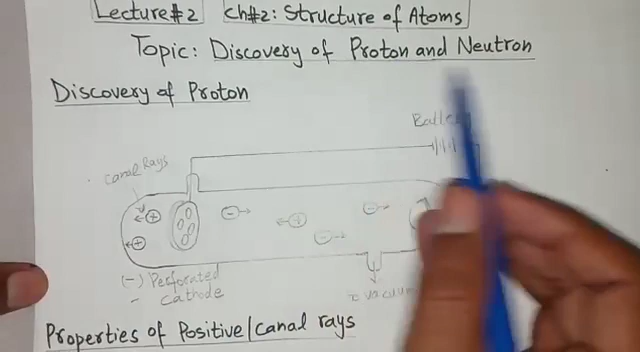 Lecture#2 Ch#2: Structure of Atoms
Topic: Discovery of Proton and Neutron
Discovery of Proton
Canal Rays
(-) Perforated
cathode
Properties of Positive/Canal rays